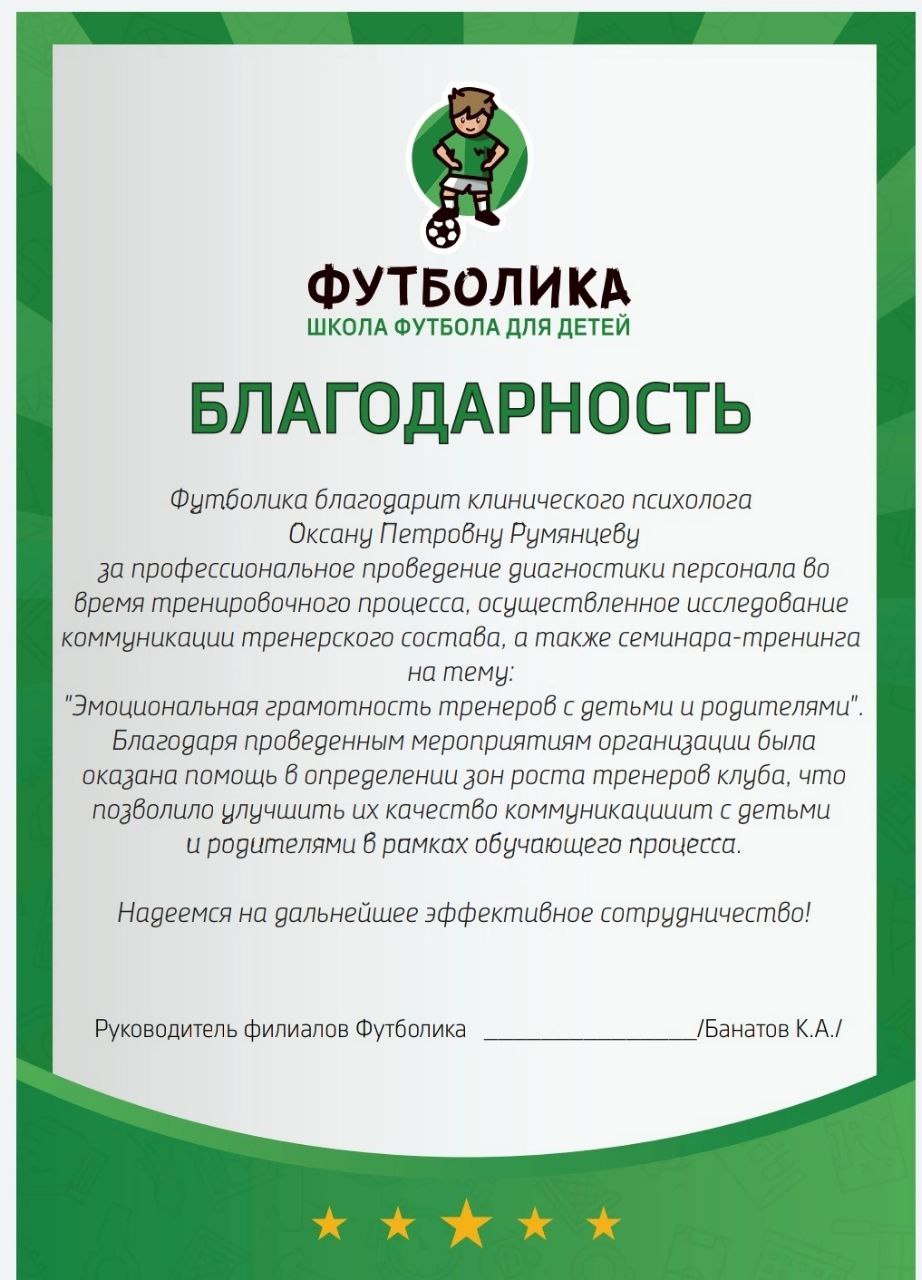 ФУТБОЛИКА
ШКОЛА ФУТБОЛА ДЛЯ ДЕТЕЙ
БЛАГОДАРНОСТЬ
Футболика благодарит клинического психолога
Оксану Петровну Румянцеву
за профессиональное проведение диагностики персонала во
время тренировочного процесса, осуществленное исследование
коммуникации тренерского состава, а также семинара-тренинга
на тему:
"Эмоциональная грамотность тренеров с детьми и родителями".
Благодаря проведенным мероприятиям организации была
оказана помощь в определении зон роста тренеров клуба, что
позволило улучшить их качество коммуникациишт с детьми
и родителями в рамках обучающего процесса.
Надеемся на дальнейшее эффективное сотрудничество!
Руководитель филиалов Футболика _________________/Банатов К.А./